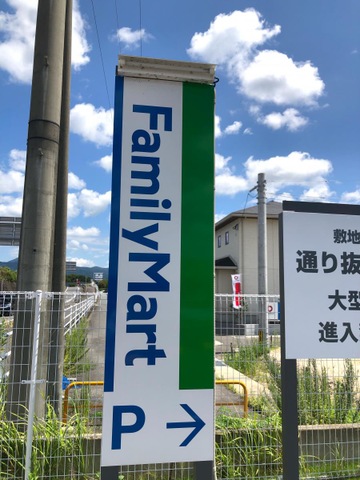 FamilyMart
P →
敷地
通り抜
大型
進入